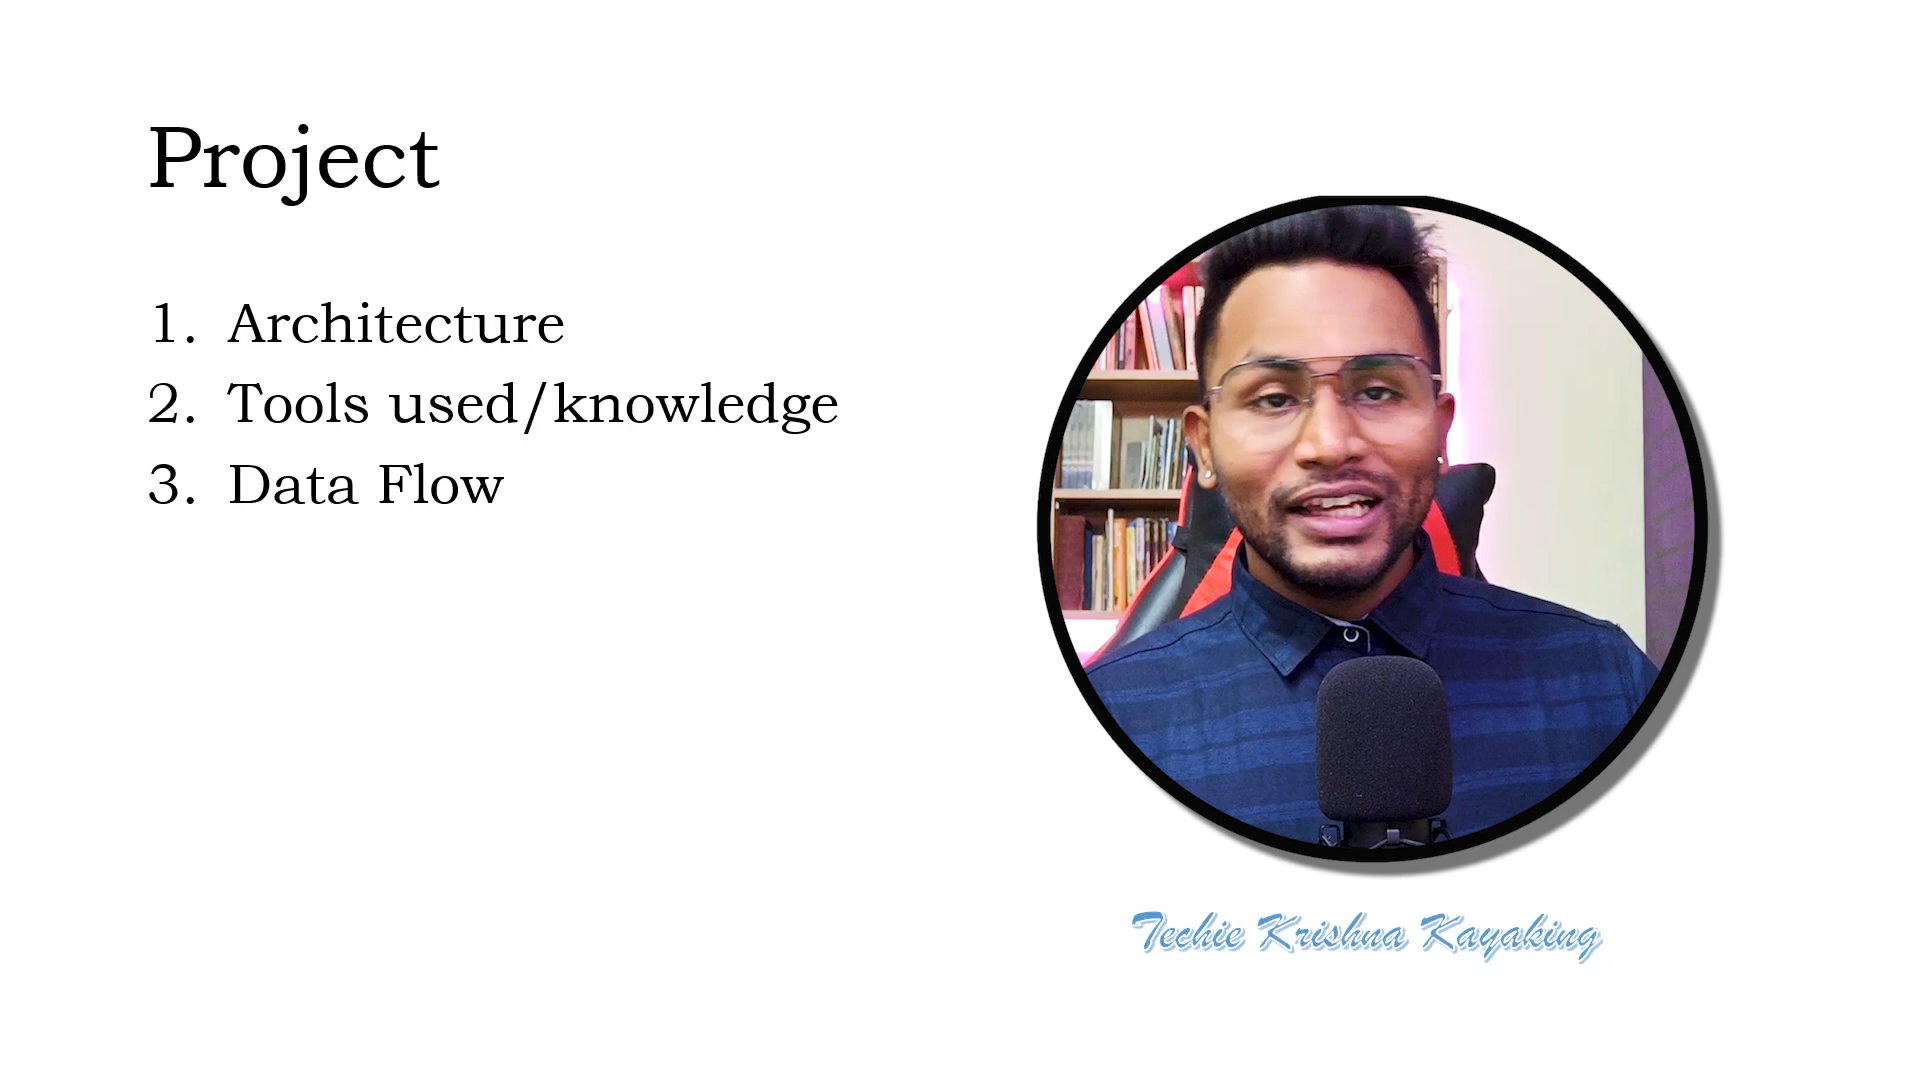 Project
1. Architecture
2. Tools used/knowledge
3. Data Flow
Techie Krishna Kayaking